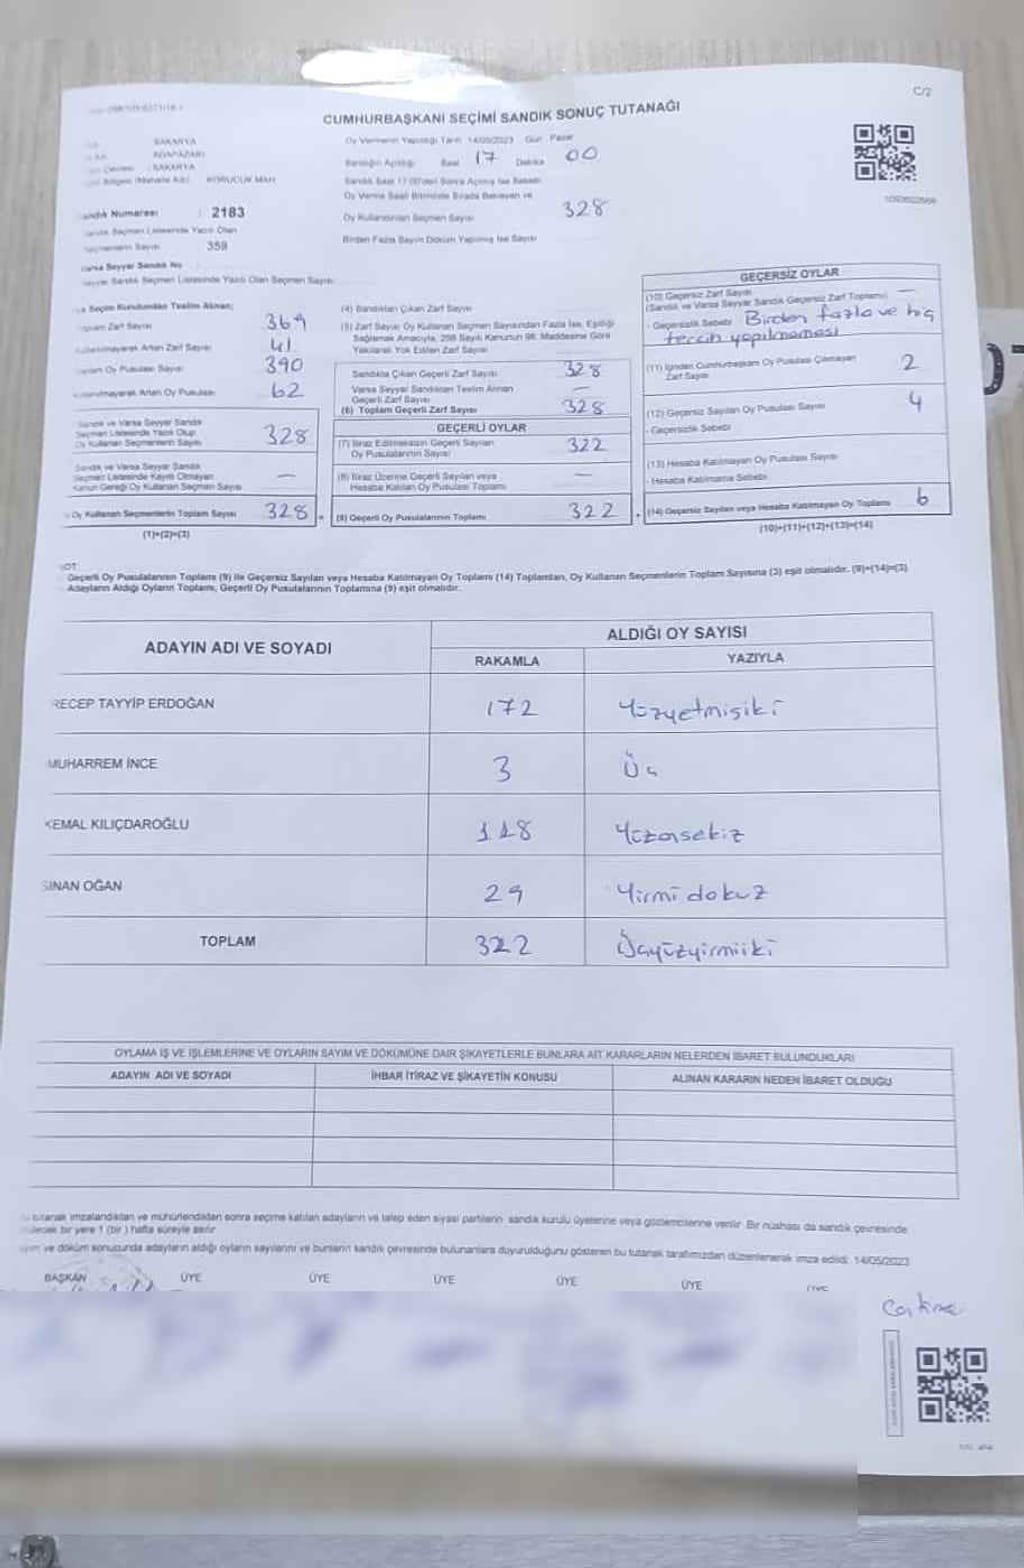 C/2
CUMHURBAŞKANI SEÇİMİ SANDIK SONUÇ TUTANAĞI
SAKARYA
Oy Vermenin Yapıldığı Tarih 14/05/2023 Gün Pazar
ADAPAZARI
Sandığın Açıldığı Saat 17 Dakika 00
SAKARYA
Bölgesi (Mahalle Adı) KORUCUK MAH
Sandık Saat 17:00'den Sonra Açılmış İse Sebebi
Oy Verme Saati Bitiminde Sırada Bekleyen ve
Oy Kullandırılan Seçmen Sayısı 328
Birden Fazla Sayım Döküm Yapılmış İse Sayısı
Sandık Numarası : 2183
Sandık Seçmen Listesinde Yazılı Olan
Seçmenlerin Sayısı 358
Varsa Seyyar Sandık No
Seyyar Sandık Seçmen Listesinde Yazılı Olan Seçmen Sayısı
Seçim Kurulundan Teslim Alınan;
Toplam Zarf Sayısı 369
Kullanılmayarak Artan Zarf Sayısı 41
Toplam Oy Pusulası Sayısı 390
Kullanılmayarak Artan Oy Pusulası 62
Sandık ve Varsa Seyyar Sandık
Seçmen Listesinde Yazılı Olup
Oy Kullanan Seçmenlerin Sayısı 328
Sandık ve Varsa Seyyar Sandık
Seçmen Listesinde Kayıtlı Olmayan
Kanun Gereği Oy Kullanan Seçmen Sayısı —
Oy Kullanan Seçmenlerin Toplam Sayısı 328
(1)+(2)=(3)
(4) Sandıktan Çıkan Zarf Sayısı
(5) Zarf Sayısı Oy Kullanan Seçmen Sayısından Fazla İse, Eşitliği
Sağlamak Amacıyla, 298 Sayılı Kanunun 98. Maddesine Göre
Yakılarak Yok Edilen Zarf Sayısı
Sandıkta Çıkan Geçerli Zarf Sayısı 328
Varsa Seyyar Sandıktan Teslim Alınan
Geçerli Zarf Sayısı —
(6) Toplam Geçerli Zarf Sayısı 328
GEÇERLİ OYLAR
(7) İtiraz Edilmeksizin Geçerli Sayılan
Oy Pusulalarının Sayısı 322
(8) İtiraz Üzerine Geçerli Sayılan veya
Hesaba Katılan Oy Pusulası Toplamı —
(9) Geçerli Oy Pusulalarının Toplamı 322
GEÇERSİZ OYLAR
(10) Geçersiz Zarf Sayısı
(Sandık ve Varsa Seyyar Sandık Geçersiz Zarf Toplamı) —
- Geçersizlik Sebebi Birden fazla ve hiç
tercih yapılmaması
(11) İçinden Cumhurbaşkanı Oy Pusulası Çıkmayan
Zarf Sayısı 2
(12) Geçersiz Sayılan Oy Pusulası Sayısı 4
- Geçersizlik Sebebi
(13) Hesaba Katılmayan Oy Pusulası Sayısı
- Hesaba Katılmama Sebebi
(14) Geçersiz Sayılan veya Hesaba Katılmayan Oy Toplamı 6
(10)+(11)+(12)+(13)=(14)
NOT:
Geçerli Oy Pusulalarının Toplamı (9) ile Geçersiz Sayılan veya Hesaba Katılmayan Oy Toplamı (14) Toplamları, Oy Kullanan Seçmenlerin Toplam Sayısına (3) eşit olmalıdır. (9)+(14)=(3)
Adayların Aldığı Oyların Toplamı, Geçerli Oy Pusulalarının Toplamına (9) eşit olmalıdır.
ADAYIN ADI VE SOYADI
ALDIĞI OY SAYISI
RAKAMLA YAZIYLA
RECEP TAYYİP ERDOĞAN 172 Yüzyetmişiki
MUHARREM İNCE 3 Üç
KEMAL KILIÇDAROĞLU 118 Yüzonsekiz
SİNAN OĞAN 29 Yirmidokuz
TOPLAM 322 Üçyüzyirmiiki
OYLAMA İŞ VE İŞLEMLERİNE VE OYLARIN SAYIM VE DÖKÜMÜNE DAİR ŞİKAYETLERLE BUNLARA AİT KARARLARIN NELERDEN İBARET BULUNDUKLARI
ADAYIN ADI VE SOYADI İHBAR İTİRAZ VE ŞİKAYETİN KONUSU ALINAN KARARIN NEDEN İBARET OLDUĞU
tutanak imzalandıktan ve mühürlendikten sonra seçime katılan adayların ve talep eden siyasi partilerin sandık kurulu üyelerine veya gözlemcilerine verilir. Bir nüshası da sandık çevresinde
bir yere 1 (bir) hafta süreyle asılır
ve döküm sonucunda adayların aldığı oyların sayılarını ve bunların sandık çevresinde bulunanlara duyurulduğunu gösteren bu tutanak tarafımızdan düzenlenerek imza edildi. 14/05/2023
BAŞKAN ÜYE ÜYE ÜYE ÜYE ÜYE ÜYE